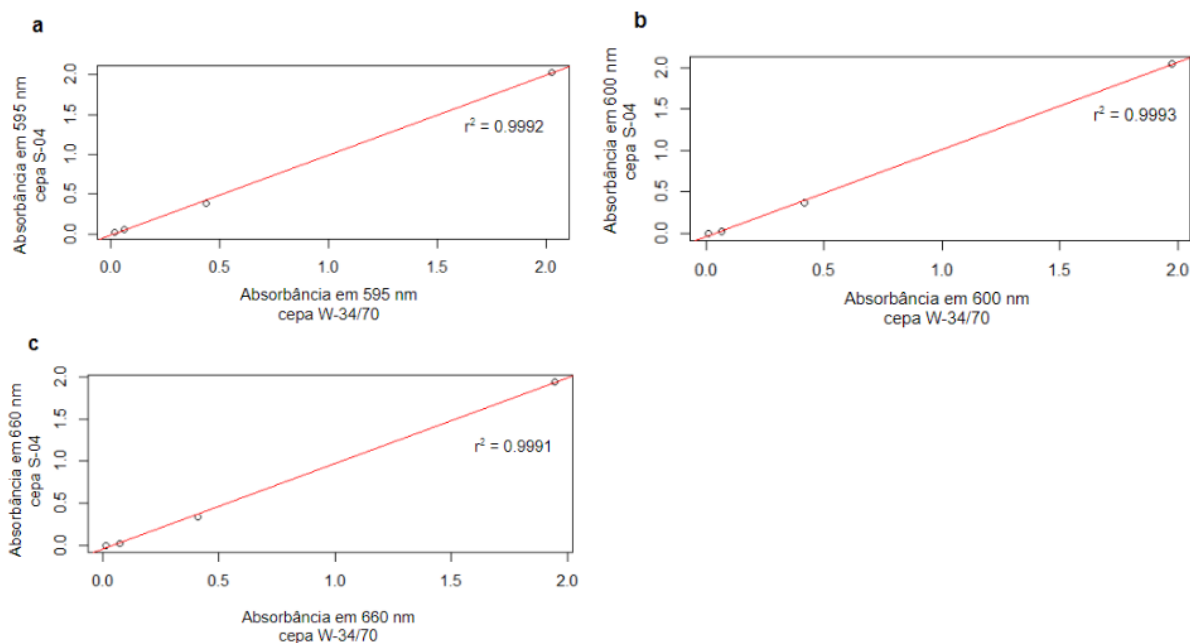 a
Absorbância em 595 nm
cepa S-04
2.0
1.5
1.0
0.5
0.0
r² = 0.9992
0.0 0.5 1.0 1.5 2.0
Absorbância em 595 nm
cepa W-34/70
b
Absorbância em 600 nm
cepa S-04
2.0
1.5
1.0
0.5
0.0
r² = 0.9993
0.0 0.5 1.0 1.5 2.0
Absorbância em 600 nm
cepa W-34/70
c
Absorbância em 660 nm
cepa S-04
2.0
1.5
1.0
0.5
0.0
r² = 0.9991
0.0 0.5 1.0 1.5 2.0
Absorbância em 660 nm
cepa W-34/70